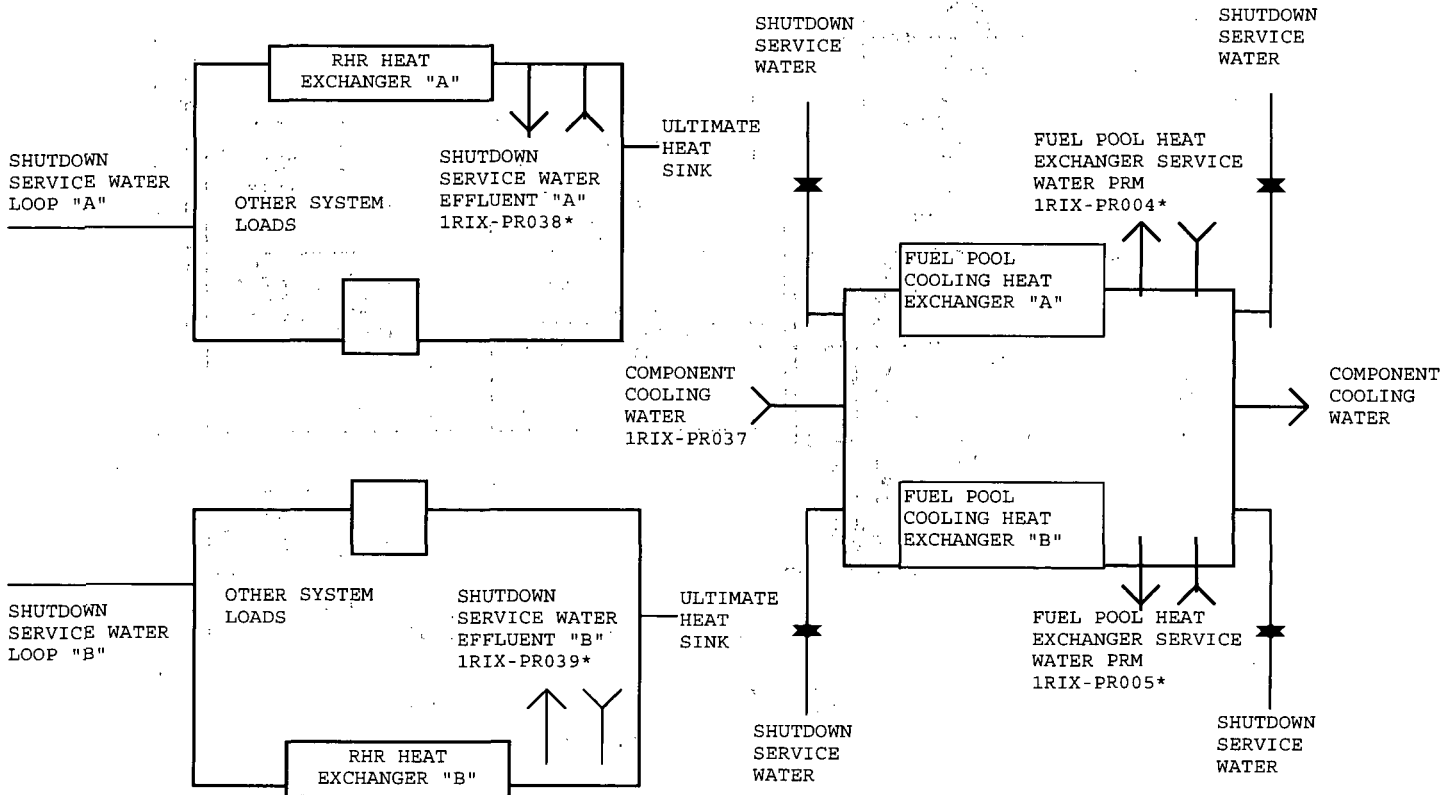 SHUTDOWN
SERVICE WATER
LOOP "A"
RHR HEAT
EXCHANGER "A"
OTHER SYSTEM
LOADS
SHUTDOWN
SERVICE WATER
EFFLUENT "A"
1RIX-PR038*
ULTIMATE
HEAT
SINK
SHUTDOWN
SERVICE WATER
LOOP "B"
OTHER SYSTEM
LOADS
SHUTDOWN
SERVICE WATER
EFFLUENT "B"
1RIX-PR039*
RHR HEAT
EXCHANGER "B"
ULTIMATE
HEAT
SINK
SHUTDOWN
SERVICE
WATER
SHUTDOWN
SERVICE
WATER
FUEL POOL HEAT
EXCHANGER SERVICE
WATER PRM
1RIX-PR004*
FUEL POOL
COOLING HEAT
EXCHANGER "A"
COMPONENT
COOLING
WATER
1RIX-PR037
COMPONENT
COOLING
WATER
FUEL POOL
COOLING HEAT
EXCHANGER "B"
FUEL POOL HEAT
EXCHANGER SERVICE
WATER PRM
1RIX-PR005*
SHUTDOWN
SERVICE
WATER
SHUTDOWN
SERVICE
WATER